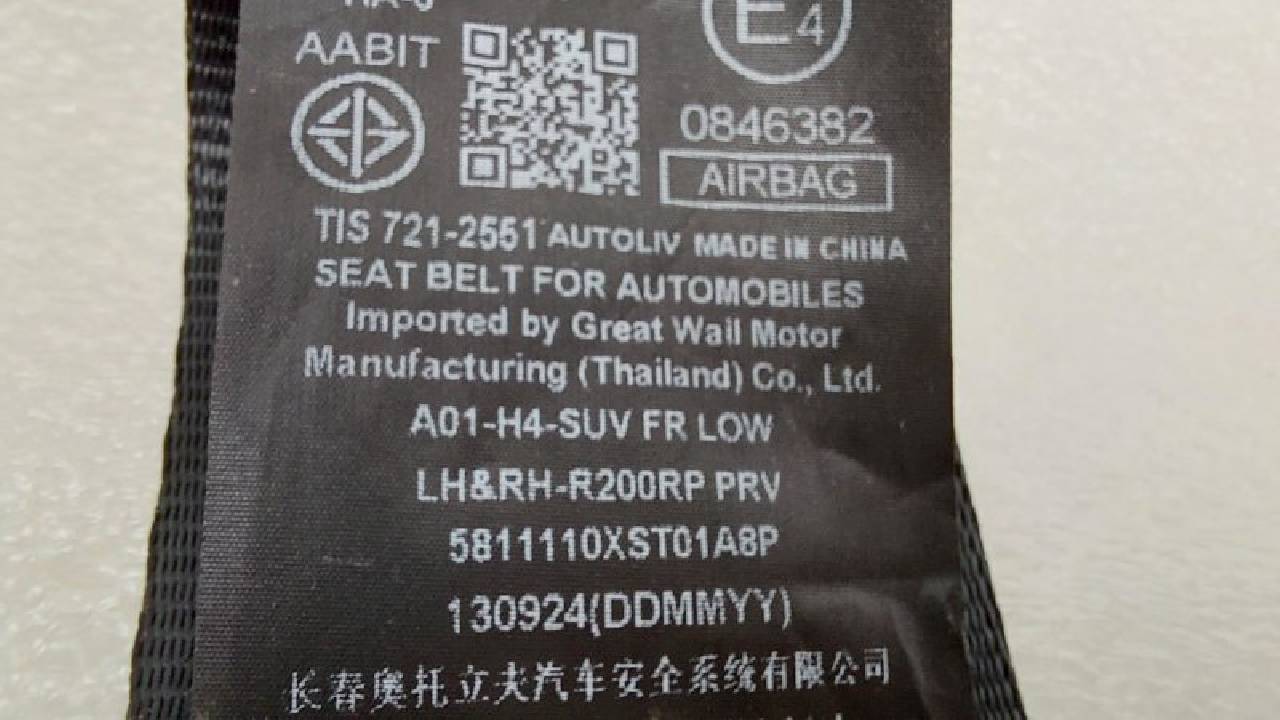 AABIT
E4
0846382
AIRBAG
TIS 721-2551 AUTOLIV MADE IN CHINA
SEAT BELT FOR AUTOMOBILES
Imported by Great Wall Motor
Manufacturing (Thailand) Co., Ltd.
A01-H4-SUV FR LOW
LH&RH-R200RP PRV
5811110XST01A8P
130924(DDMMYY)
长春奥托立夫汽车安全系统有限公司